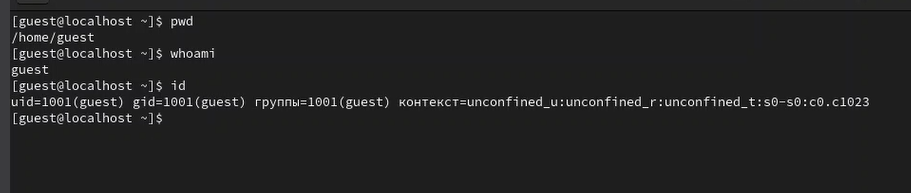 [guest@localhost ~]$ pwd
/home/guest
[guest@localhost ~]$ whoami
guest
[guest@localhost ~]$ id
uid=1001(guest) gid=1001(guest) группы=1001(guest) контекст=unconfined_u:unconfined_r:unconfined_t:s0-s0:c0.c1023
[guest@localhost ~]$